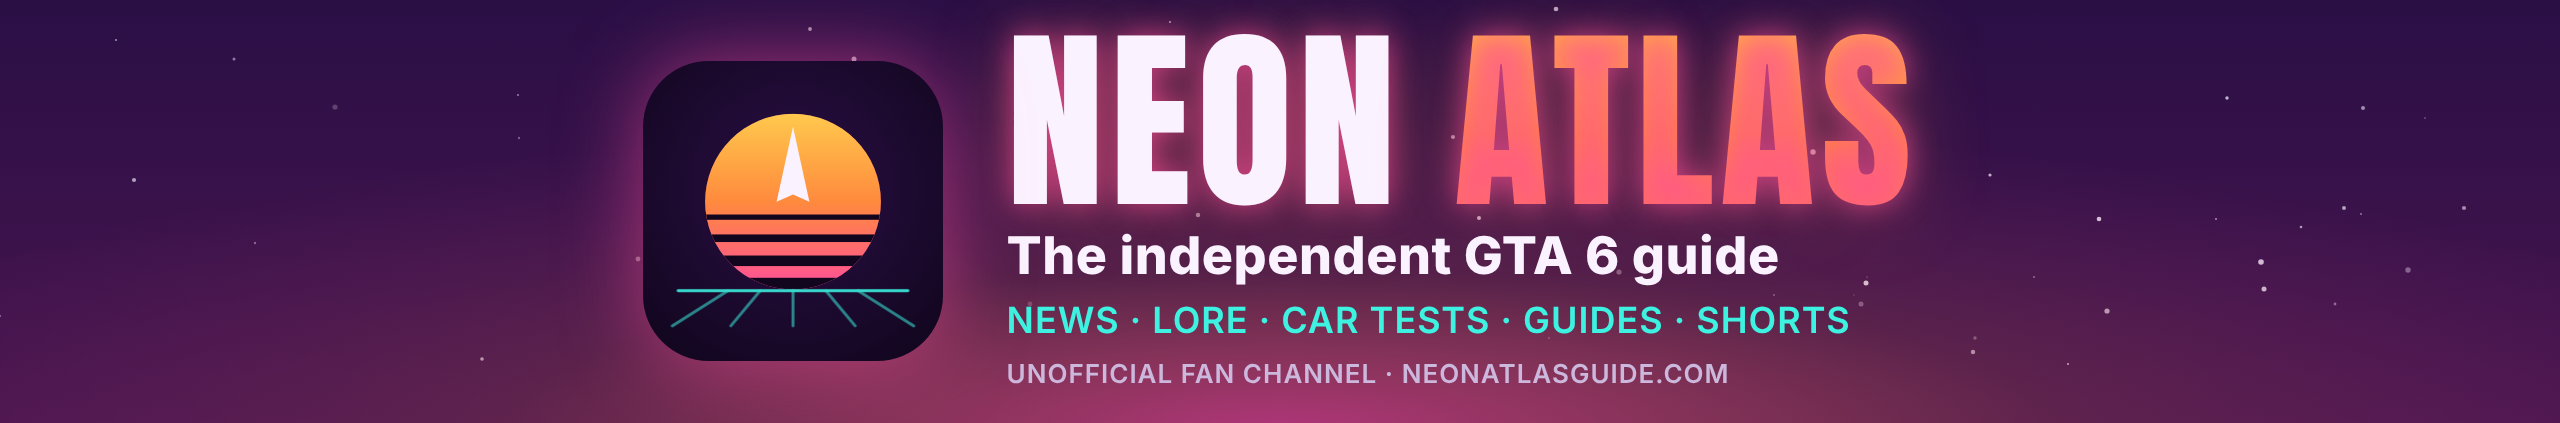 NEON ATLAS
The independent GTA 6 guide
NEWS · LORE · CAR TESTS · GUIDES · SHORTS
UNOFFICIAL FAN CHANNEL · NEONATLASGUIDE.COM